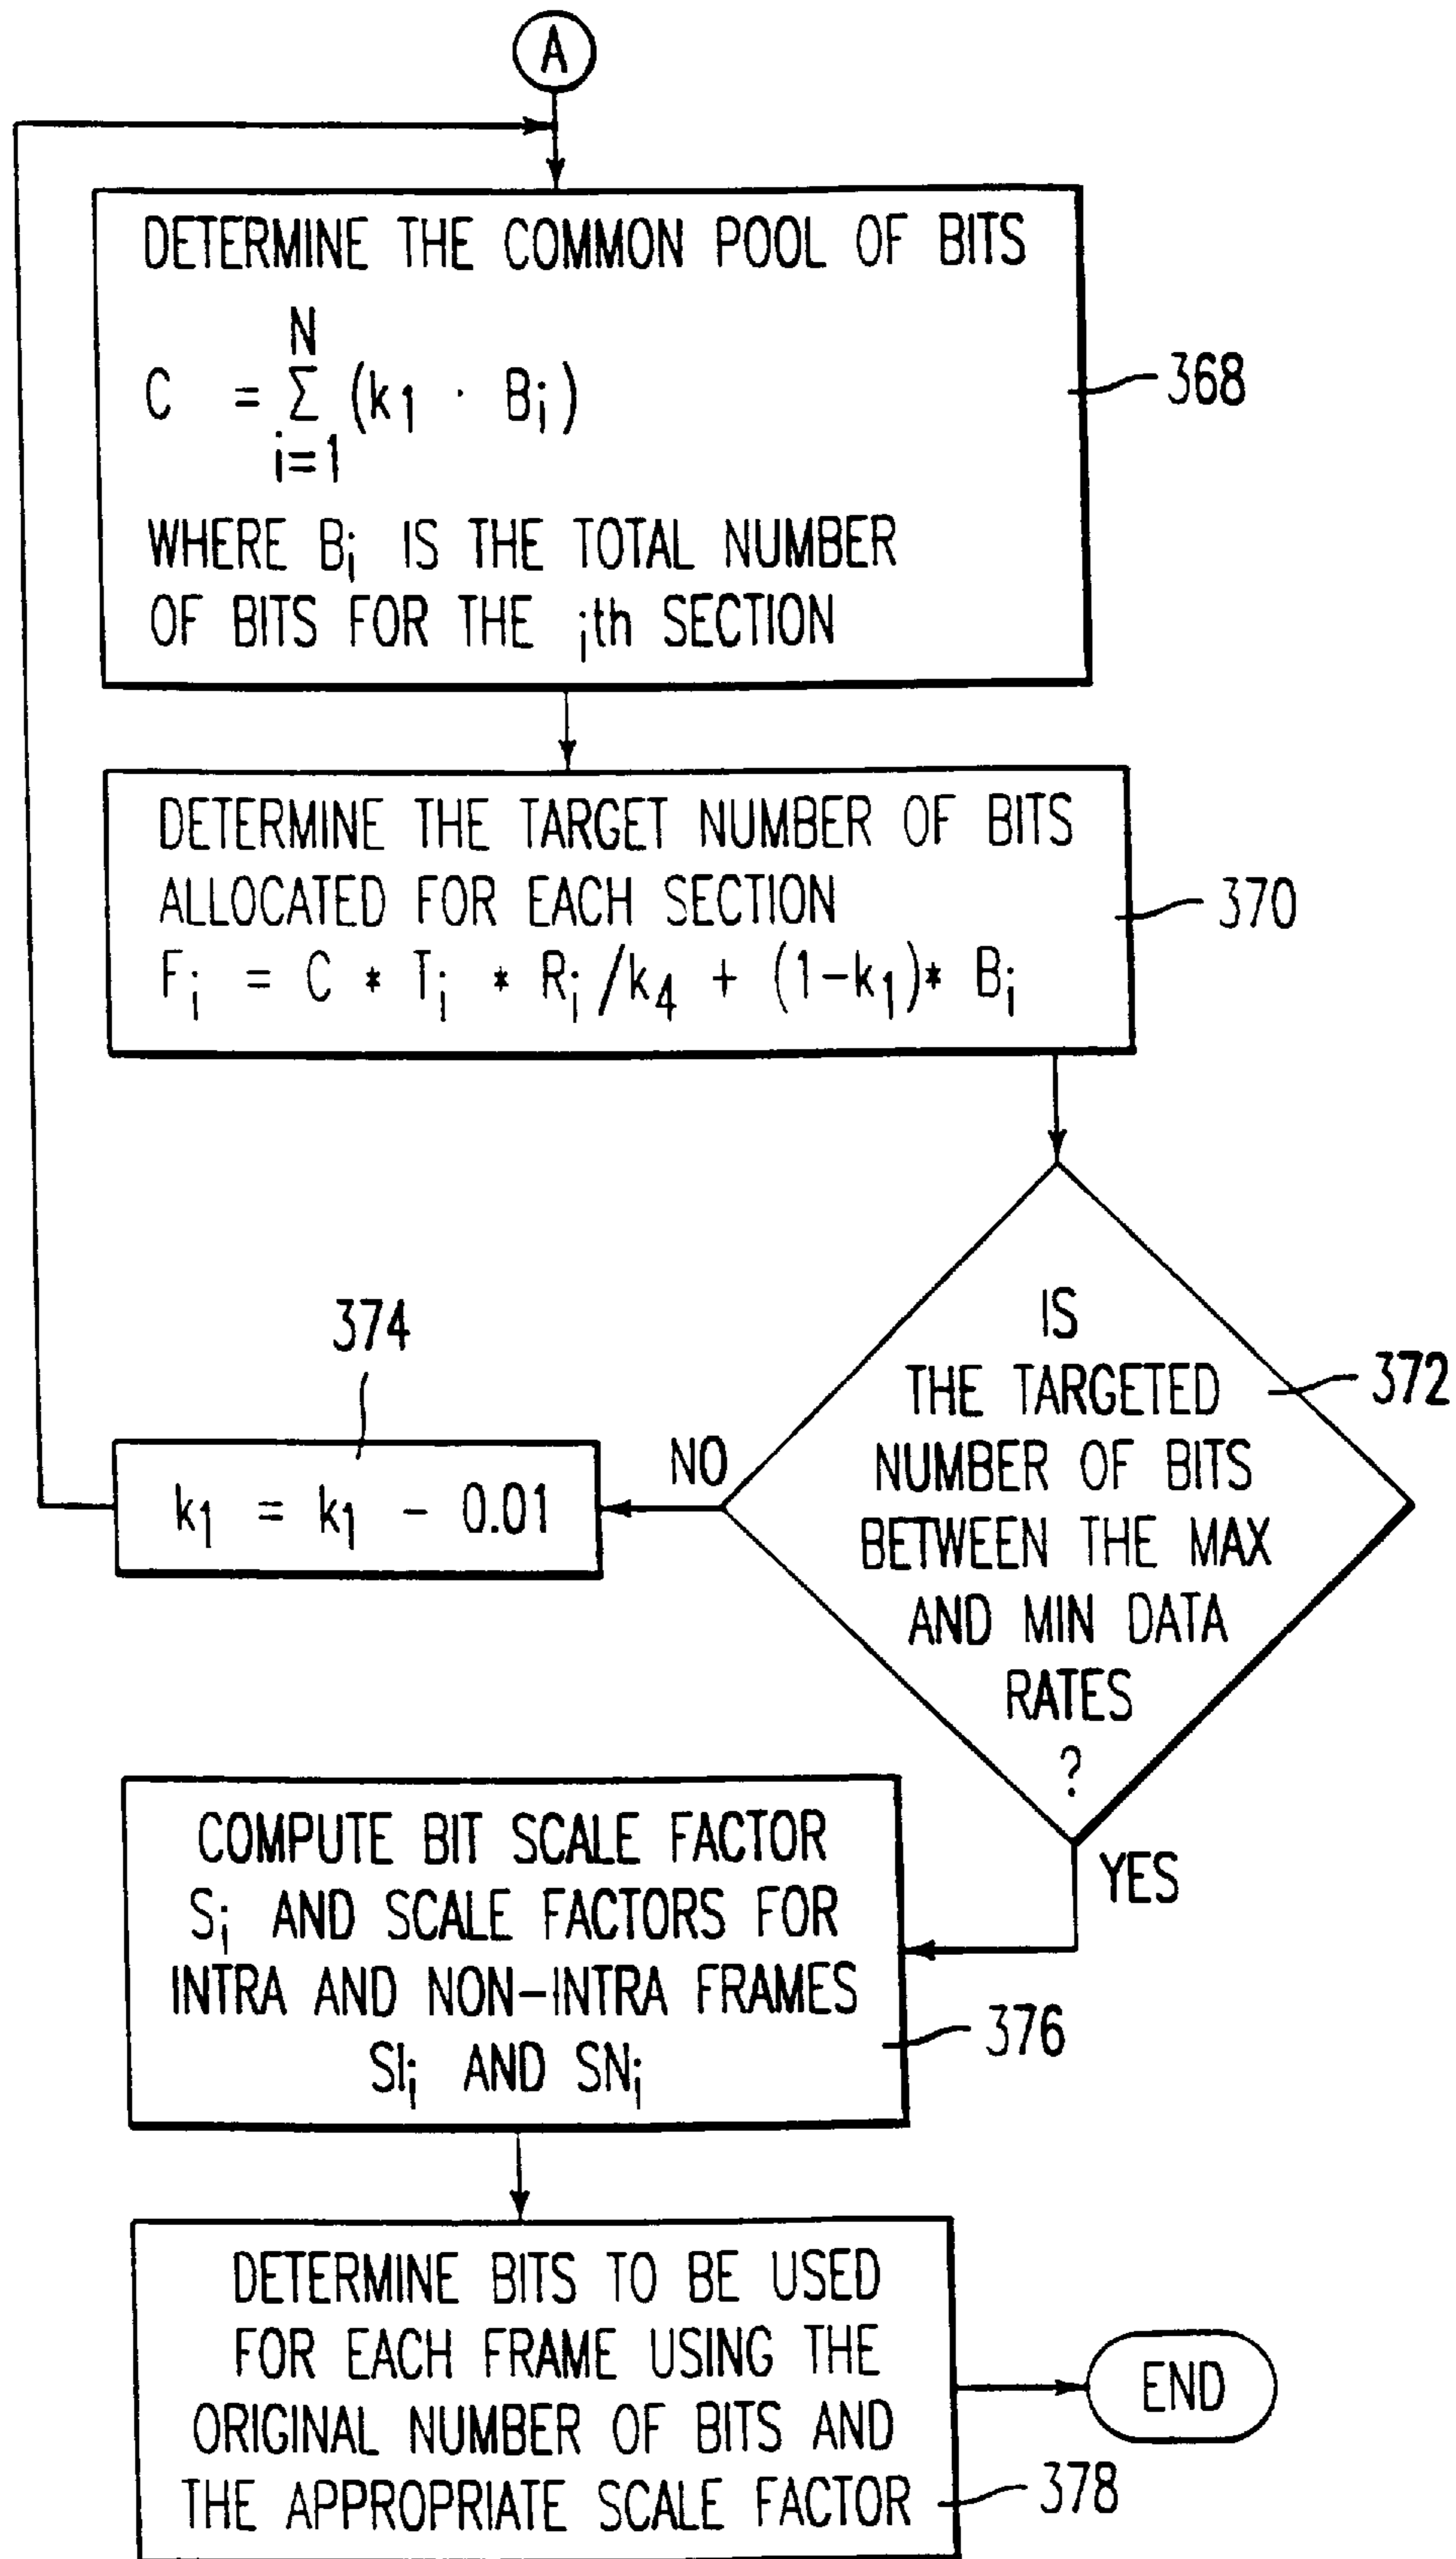 A
DETERMINE THE COMMON POOL OF BITS
N
C = Σ (k₁ · Bᵢ)
i=1
WHERE Bᵢ IS THE TOTAL NUMBER
OF BITS FOR THE ith SECTION
368
DETERMINE THE TARGET NUMBER OF BITS
ALLOCATED FOR EACH SECTION
Fᵢ = C * Tᵢ * Rᵢ/k₄ + (1-k₁)* Bᵢ
370
IS
THE TARGETED
NUMBER OF BITS
BETWEEN THE MAX
AND MIN DATA
RATES
?
372
NO
374
k₁ = k₁ - 0.01
YES
COMPUTE BIT SCALE FACTOR
Sᵢ AND SCALE FACTORS FOR
INTRA AND NON-INTRA FRAMES
SIᵢ AND SNᵢ
376
DETERMINE BITS TO BE USED
FOR EACH FRAME USING THE
ORIGINAL NUMBER OF BITS AND
THE APPROPRIATE SCALE FACTOR
378
END